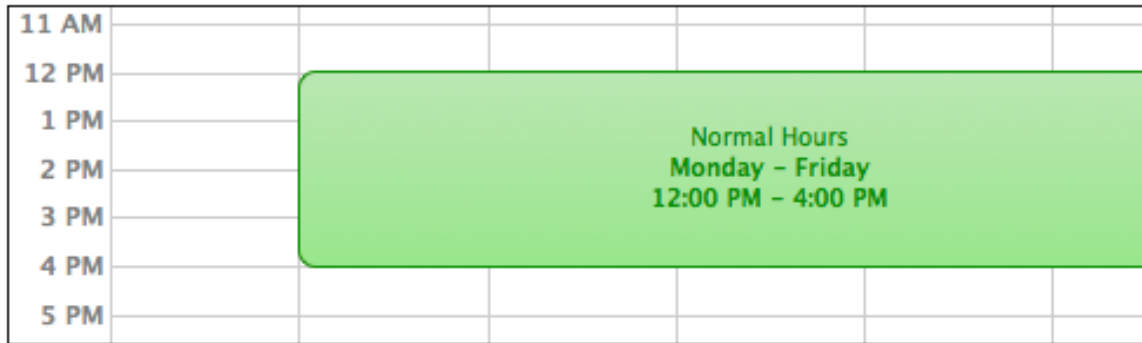 11 AM
12 PM
1 PM
2 PM
3 PM
4 PM
5 PM
Normal Hours
Monday – Friday
12:00 PM – 4:00 PM